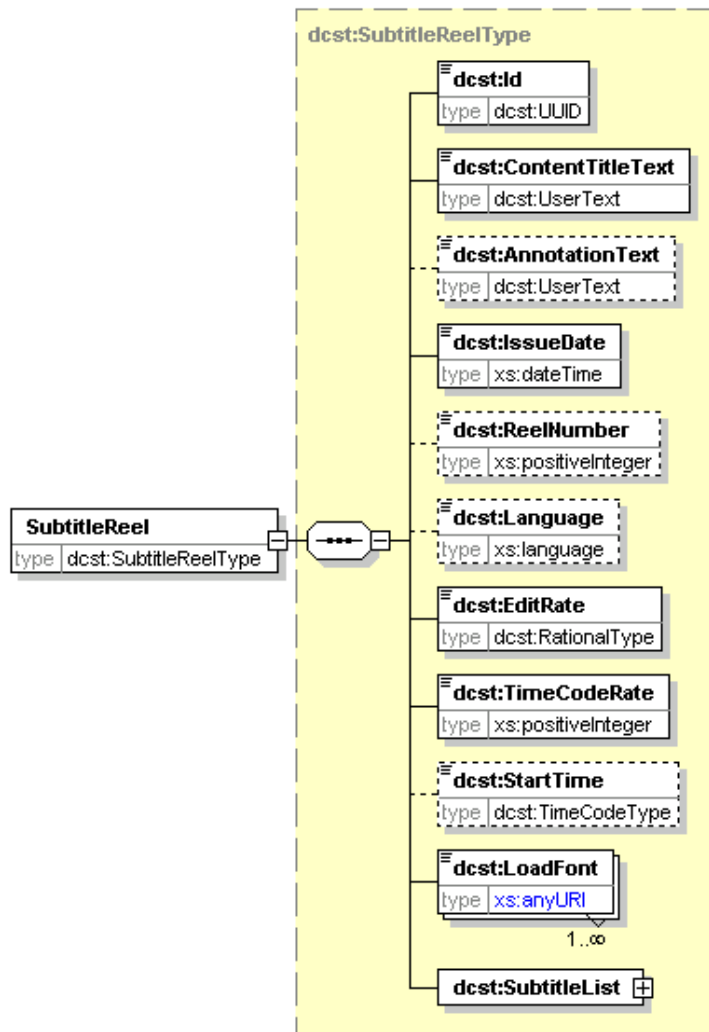 dcst:SubtitleReelType
dcst:Id
type dcst:UUID
dcst:ContentTitleText
type dcst:UserText
dcst:AnnotationText
type dcst:UserText
dcst:IssueDate
type xs:dateTime
dcst:ReelNumber
type xs:positiveInteger
SubtitleReel
type dcst:SubtitleReelType
dcst:Language
type xs:language
dcst:EditRate
type dcst:RationalType
dcst:TimeCodeRate
type xs:positiveInteger
dcst:StartTime
type dcst:TimeCodeType
dcst:LoadFont
type xs:anyURI
1..∞
dcst:SubtitleList